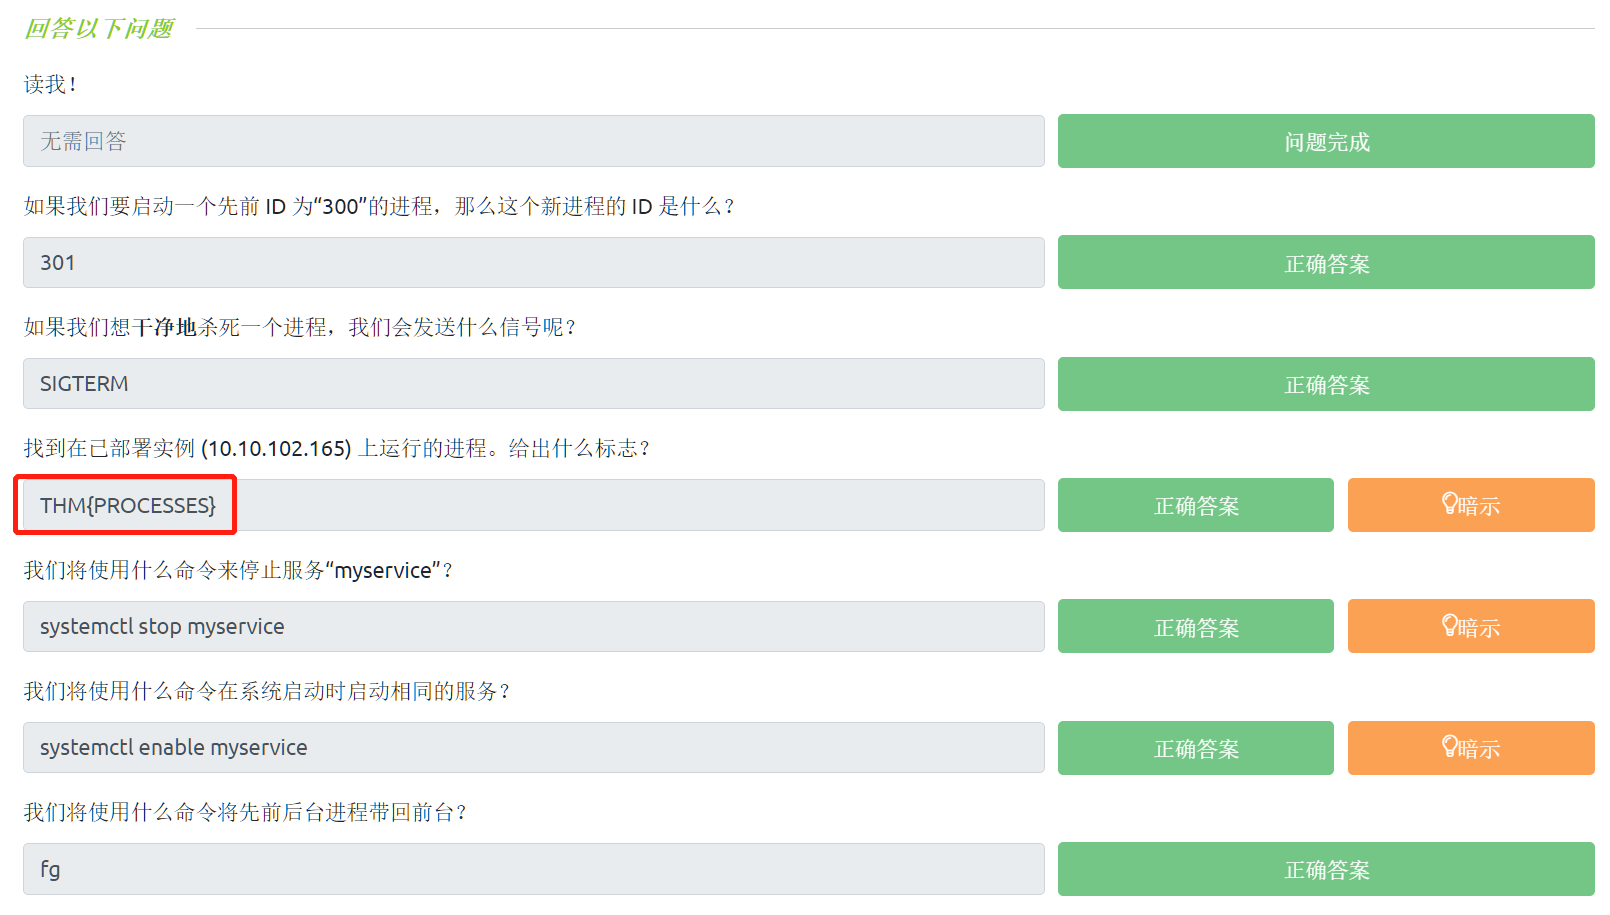 回答以下问题
读我！
无需回答
问题完成
如果我们要启动一个先前 ID 为“300”的进程，那么这个新进程的 ID 是什么？
301
正确答案
如果我们想干净地杀死一个进程，我们会发送什么信号呢？
SIGTERM
正确答案
找到在已部署实例 (10.10.102.165) 上运行的进程。给出什么标志？
THM{PROCESSES}
正确答案
暗示
我们将使用什么命令来停止服务“myservice”？
systemctl stop myservice
正确答案
暗示
我们将使用什么命令在系统启动时启动相同的服务？
systemctl enable myservice
正确答案
暗示
我们将使用什么命令将先前后台进程带回前台？
fg
正确答案